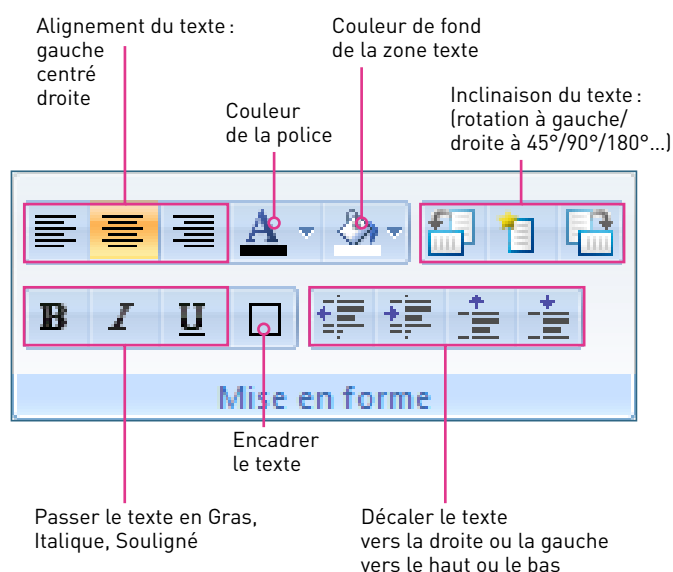 Alignement du texte :
gauche
centré
droite
Couleur de fond
de la zone texte
Couleur
de la police
Inclinaison du texte :
(rotation à gauche/
droite à 45°/90°/180°...)
A
B I U
Mise en forme
Encadrer
le texte
Passer le texte en Gras,
Italique, Souligné
Décaler le texte
vers la droite ou la gauche
vers le haut ou le bas